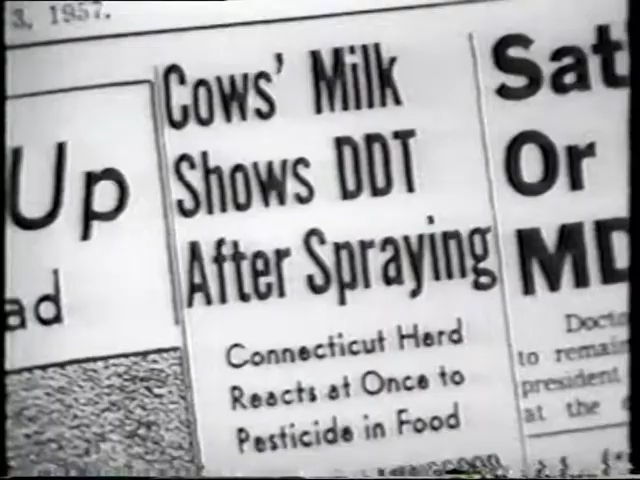 3, 1957.
Up
ad
Cows' Milk
Shows DDT
After Spraying
Connecticut Herd
Reacts at Once to
Pesticide in Food
Sat
Or
MD
Docto
to remai
president
at the